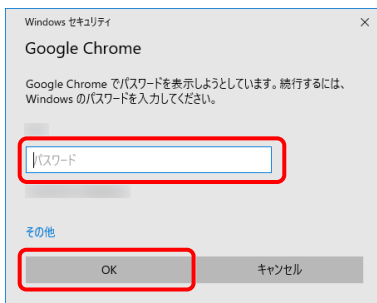 Windows セキュリティ
Google Chrome
Google Chrome でパスワードを表示しようとしています。続行するには、
Windows のパスワードを入力してください。
パスワード
その他
OK
キャンセル